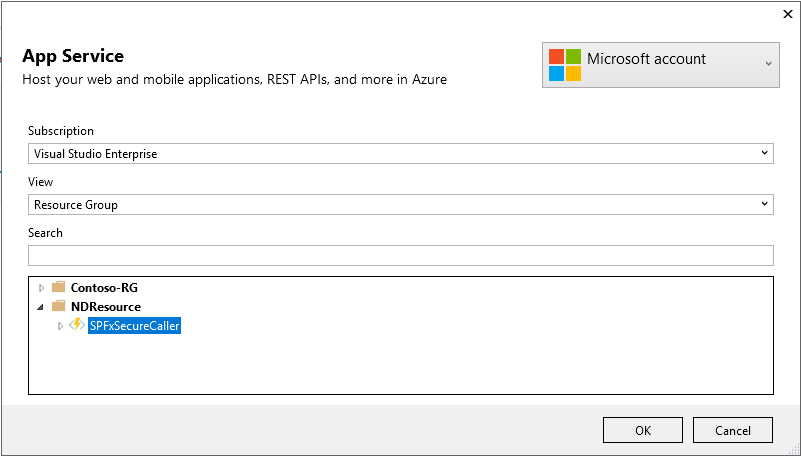 App Service
Host your web and mobile applications, REST APIs, and more in Azure
Microsoft account
Subscription
Visual Studio Enterprise
View
Resource Group
Search
Contoso-RG
NDResource
SPFxSecureCaller
OK
Cancel